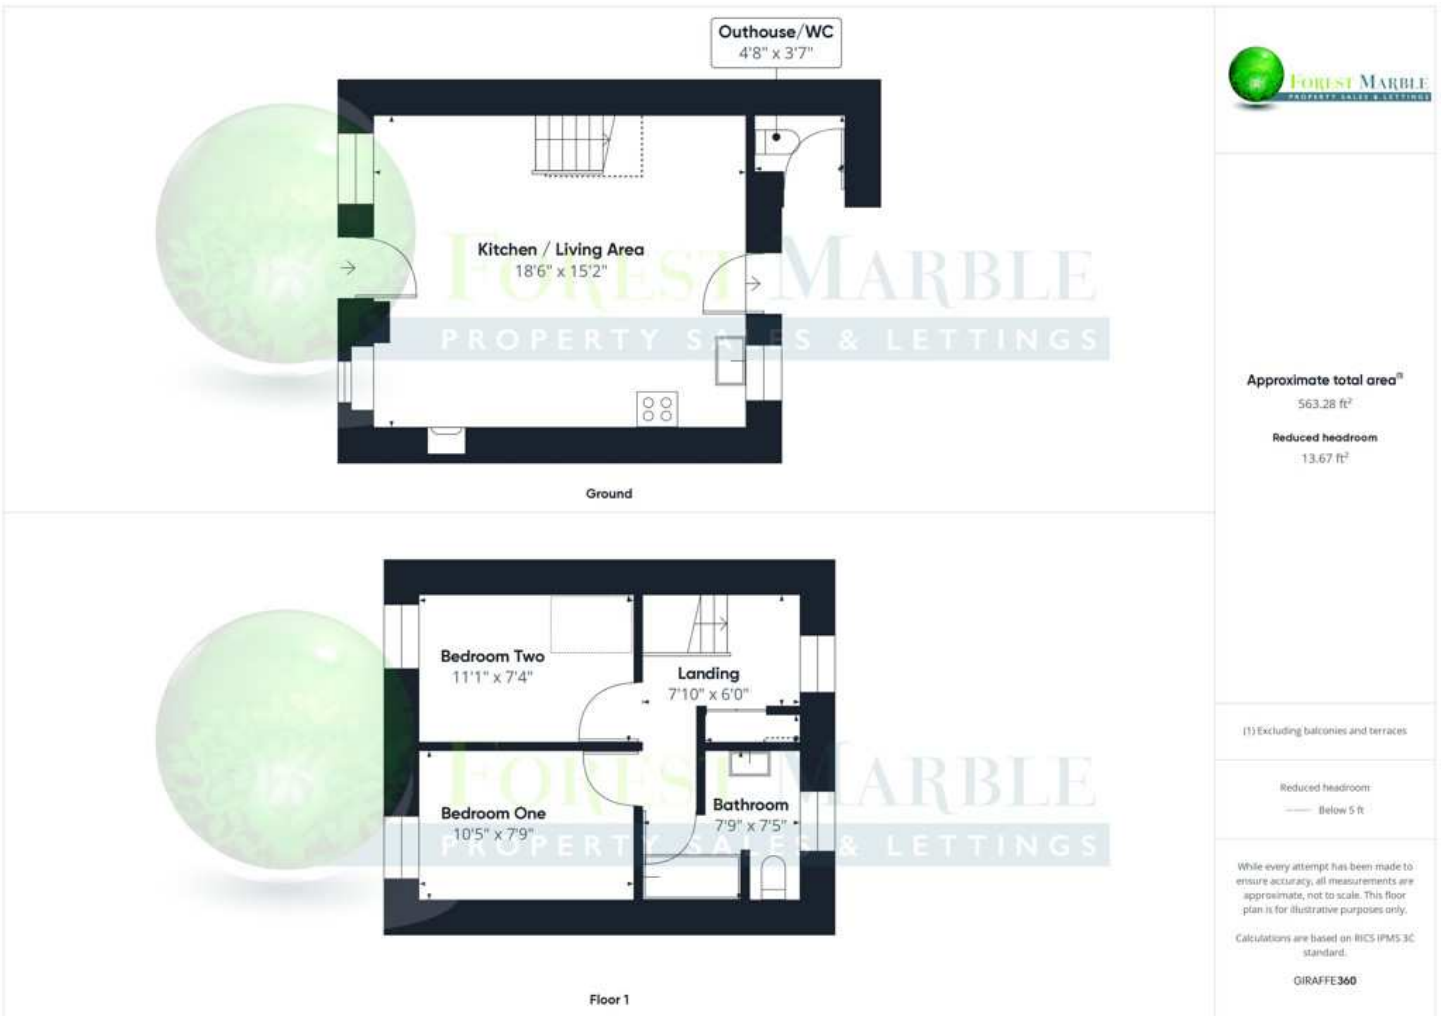 Outhouse/WC
4'8" x 3'7"
Kitchen / Living Area
18'6" x 15'2"
FOREST MARBLE
PROPERTY SALES & LETTINGS
Ground
Bedroom Two
11'1" x 7'4"
Landing
7'10" x 6'0"
FOREST MARBLE
Bedroom One
10'5" x 7'9"
Bathroom
7'9" x 7'5"
PROPERTY SALES & LETTINGS
Floor 1
FOREST MARBLE
PROPERTY SALES & LETTINGS
Approximate total area(1)
563.28 ft²
Reduced headroom
13.67 ft²
(1) Excluding balconies and terraces
Reduced headroom
Below 5 ft
While every attempt has been made to
ensure accuracy, all measurements are
approximate, not to scale. This floor
plan is for illustrative purposes only.
Calculations are based on RICS IPMS 3C
standard.
GIRAFFE360